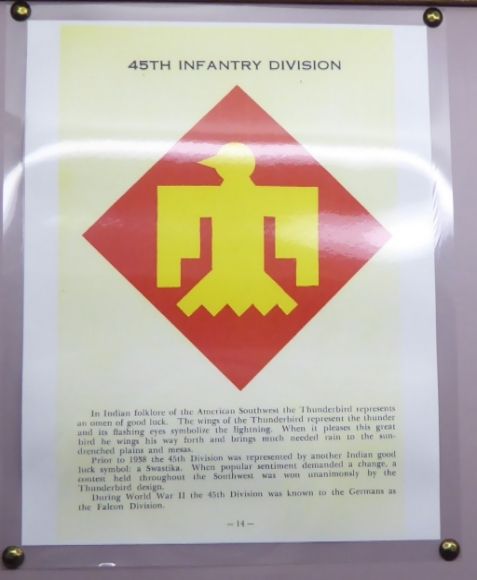 45TH INFANTRY DIVISION
In Indian folklore of the American Southwest the Thunderbird represents
an omen of good luck. The wings of the Thunderbird represent the thunder
and its flashing eyes symbolize the lightning. When it pleases this great
bird he wings his way forth and brings much needed rain to the sun-
drenched plains and mesas.
Prior to 1938 the 45th Division was represented by another Indian good
luck symbol: a Swastika. When popular sentiment demanded a change, a
contest held throughout the Southwest was won unanimously by the
Thunderbird design.
During World War II the 45th Division was known to the Germans as
the Falcon Division.
— 14 —